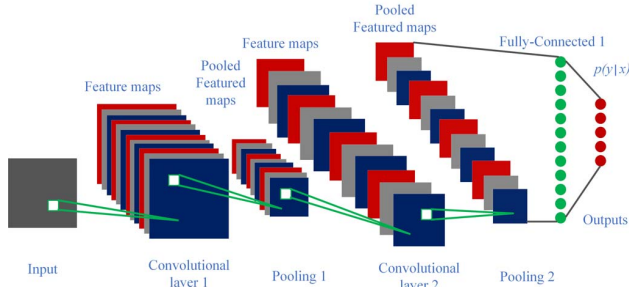 Pooled
Featured maps
Feature maps
Fully-Connected 1
Pooled
Featured
maps
p(y|x)
Feature maps
Outputs
Input
Convolutional
layer 1
Pooling 1
Convolutional
layer 2
Pooling 2